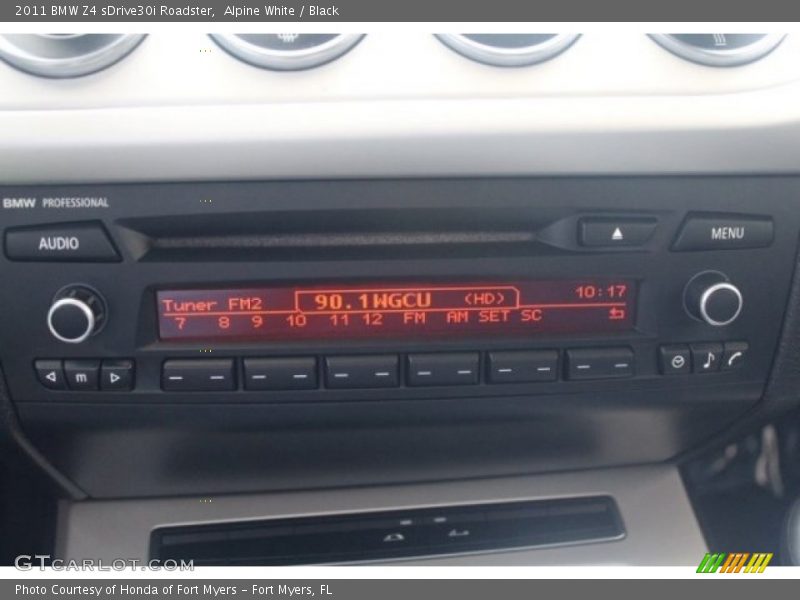 2011 BMW Z4 sDrive30i Roadster, Alpine White / Black
BMW PROFESSIONAL
AUDIO
MENU
Tuner FM2 90.1WGCU (HD) 10:17
7 8 9 10 11 12 FM AM SET SC
m
GTCARLOT.COM
Photo Courtesy of Honda of Fort Myers - Fort Myers, FL